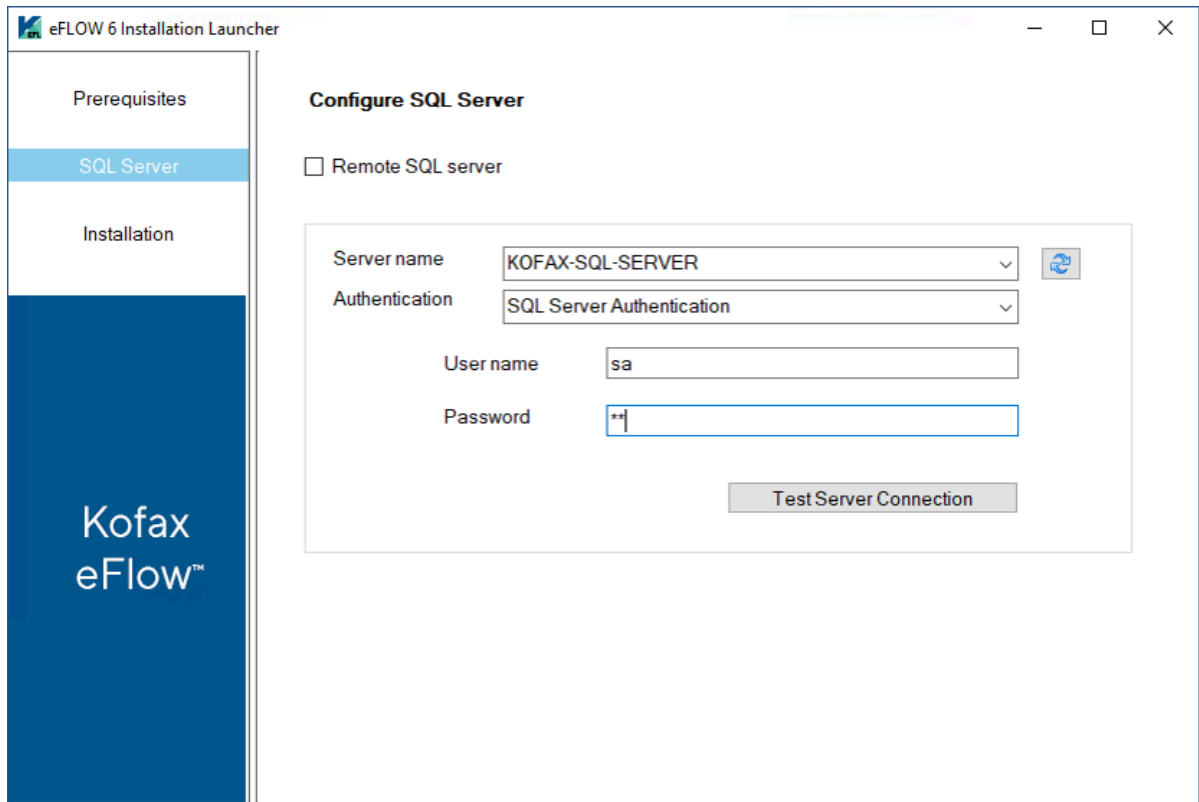 eFLOW 6 Installation Launcher
Prerequisites
SQL Server
Installation
Kofax
eFlow™
Configure SQL Server
Remote SQL server
Server name KOFAX-SQL-SERVER
Authentication SQL Server Authentication
User name sa
Password **
Test Server Connection